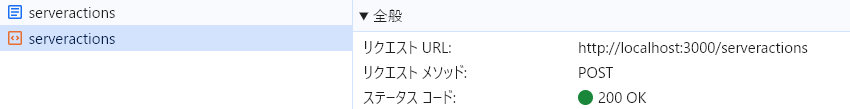 serveractions
serveractions
▼ 全般
リクエスト URL: http://localhost:3000/serveractions
リクエスト メソッド: POST
ステータス コード: 200 OK